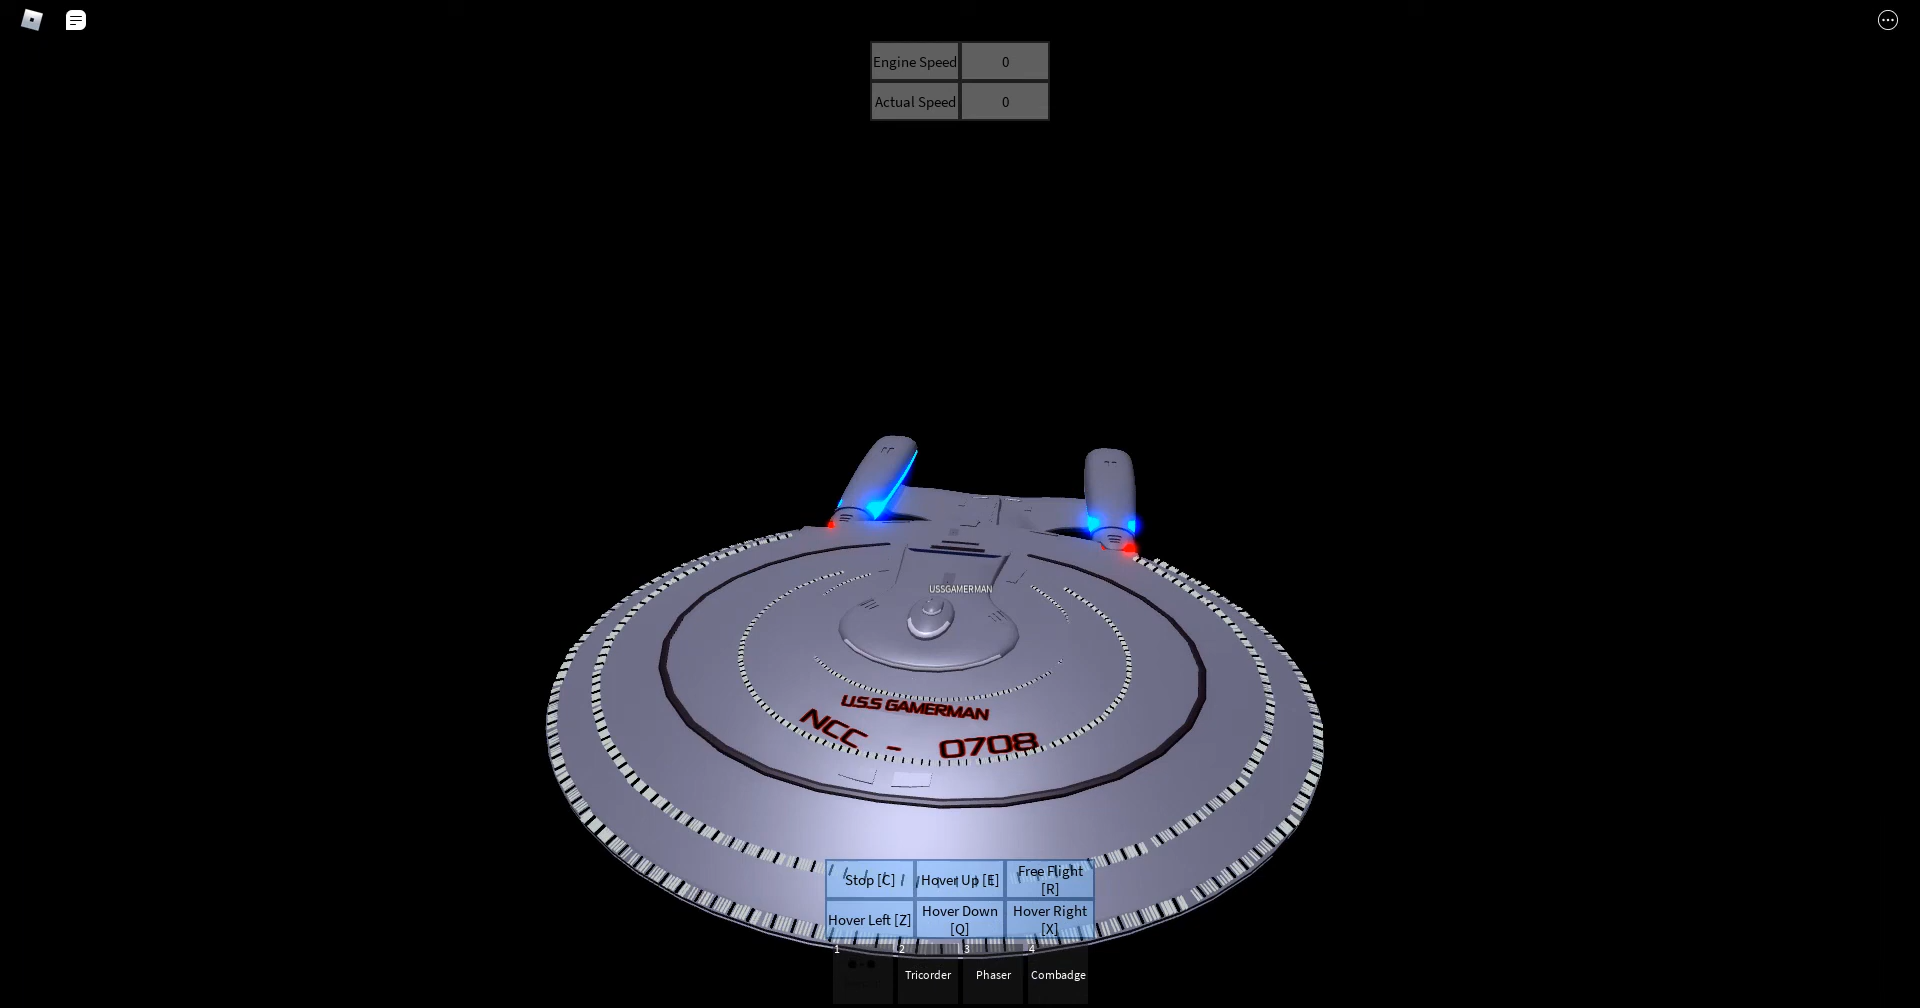 Engine Speed 0
Actual Speed 0
USSGAMERMAN
U.S.S GAMERMAN
NCC - 0708
Stop [C] Hover Up [E] Free Flight [R]
Hover Left [Z] Hover Down [Q] Hover Right [X]
1 2 3 4
Tricorder Phaser Combadge